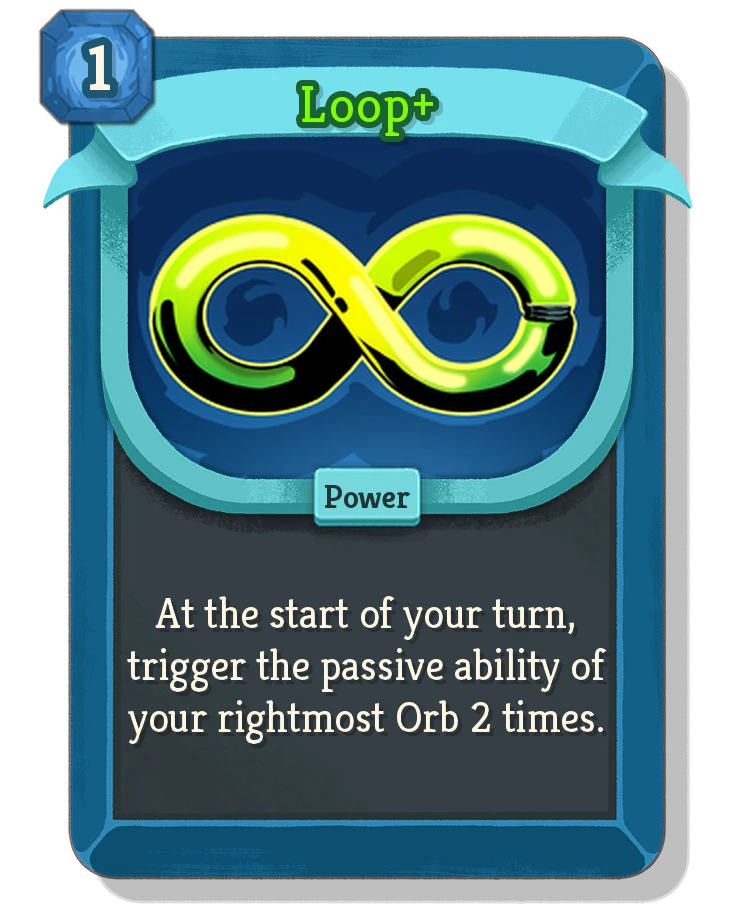 1
Loop+
Power
At the start of your turn,
trigger the passive ability of
your rightmost Orb 2 times.